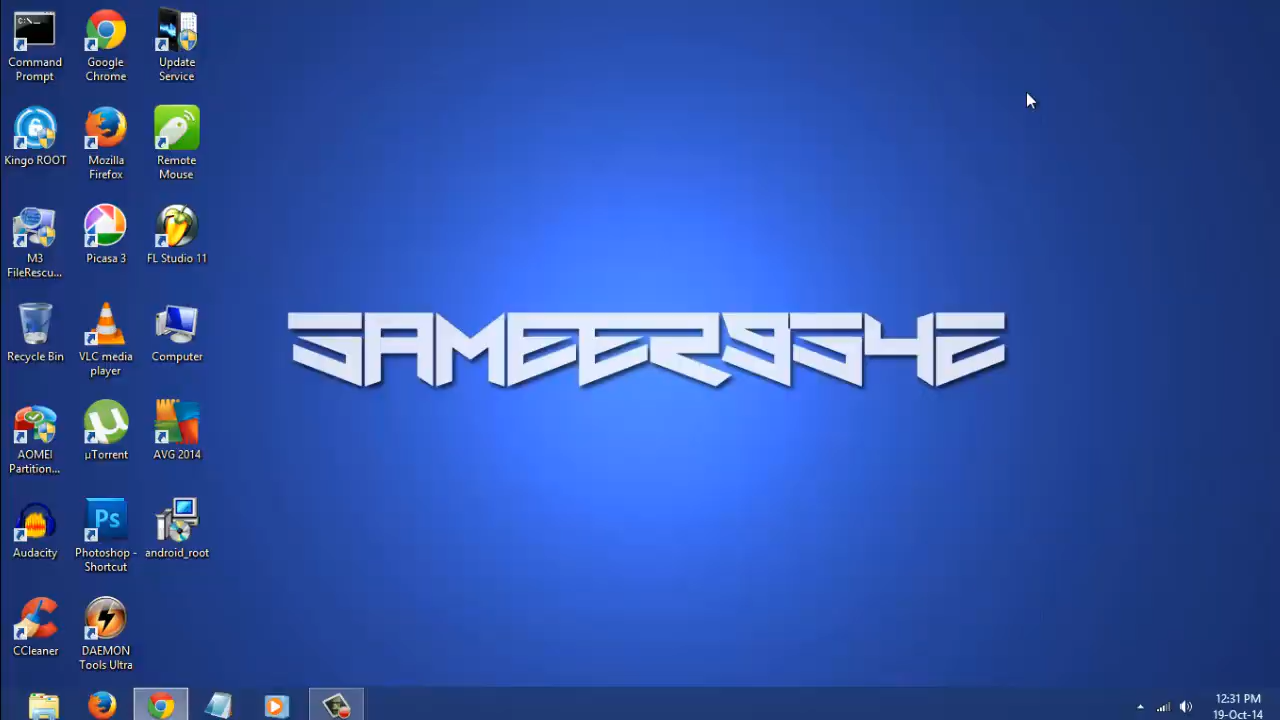 Command
Prompt
Google
Chrome
Update
Service
Kingo ROOT
Mozilla
Firefox
Remote
Mouse
M3
FileRescu...
Picasa 3
FL Studio 11
Recycle Bin
VLC media
player
Computer
AOMEI
Partition...
µTorrent
AVG 2014
Audacity
Photoshop -
Shortcut
android_root
CCleaner
DAEMON
Tools Ultra
SAMEER9542
12:31 PM
19-Oct-14